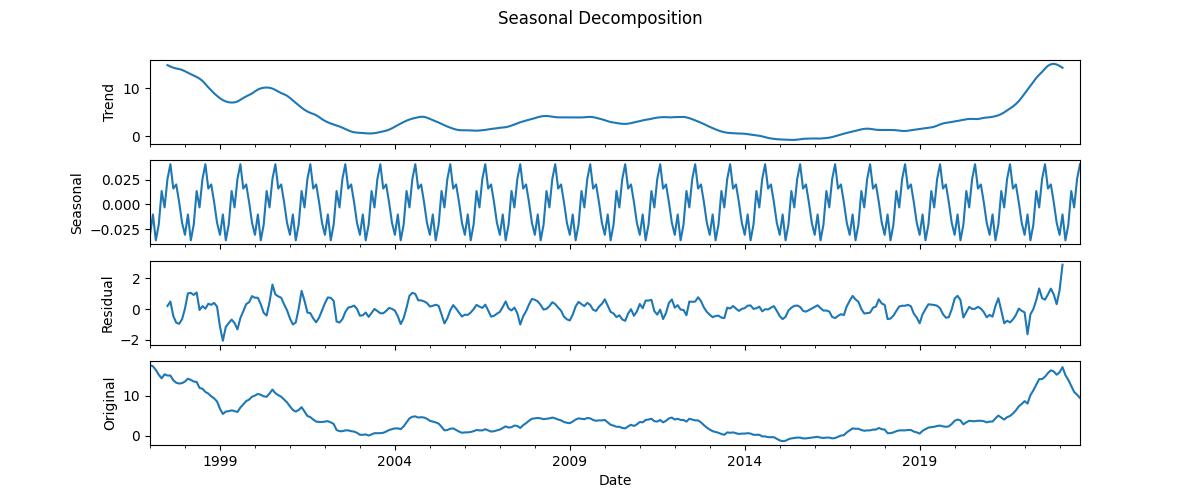 Seasonal Decomposition
Trend
10
0
Seasonal
0.025
0.000
−0.025
Residual
2
0
−2
Original
10
0
1999 2004 2009 2014 2019
Date